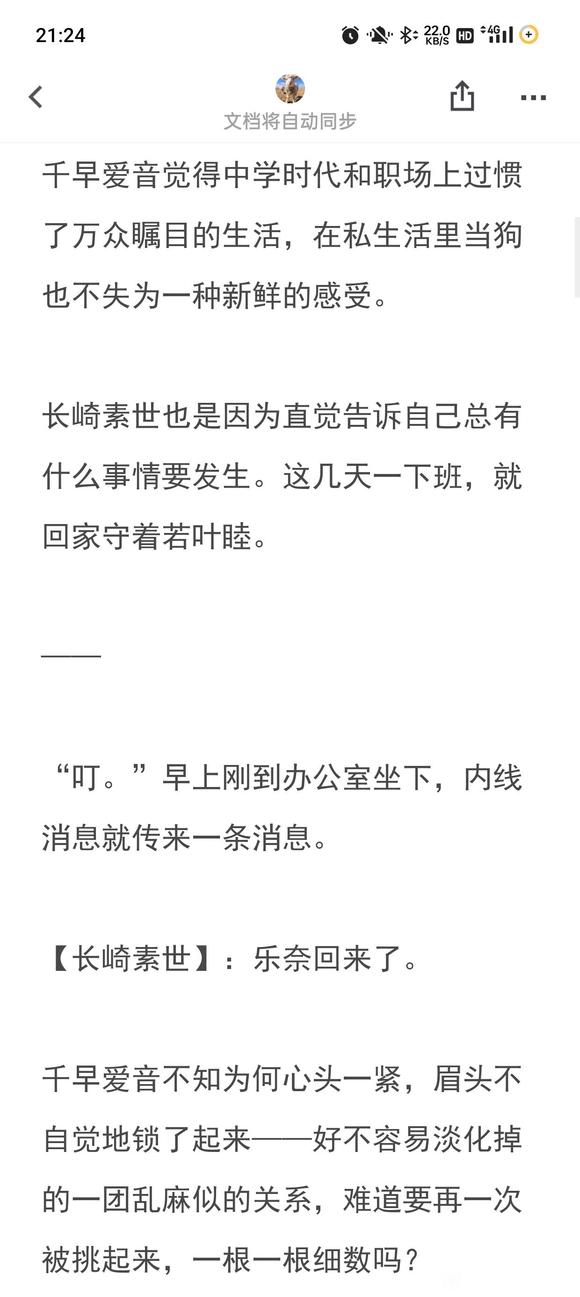 21:24
22.0
KB/S
HD
4G
文档将自动同步
千早爱音觉得中学时代和职场上过惯
了万众瞩目的生活，在私生活里当狗
也不失为一种新鲜的感受。
长崎素世也是因为直觉告诉自己总有
什么事情要发生。这几天一下班，就
回家守着若叶睦。
——
“叮。”早上刚到办公室坐下，内线
消息就传来一条消息。
【长崎素世】：乐奈回来了。
千早爱音不知为何心头一紧，眉头不
自觉地锁了起来——好不容易淡化掉
的一团乱麻似的关系，难道要再一次
被挑起来，一根一根细数吗？